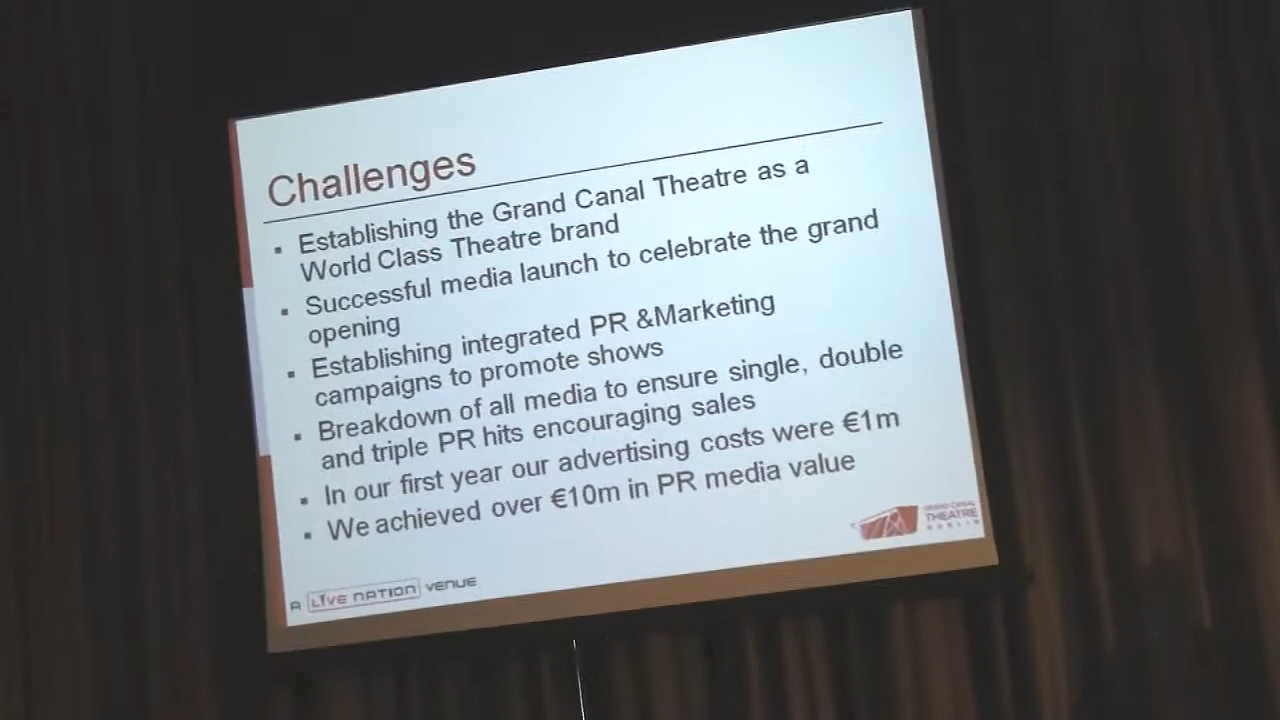 Challenges
▪ Establishing the Grand Canal Theatre as a
World Class Theatre brand
▪ Successful media launch to celebrate the grand
opening
▪ Establishing integrated PR &Marketing
campaigns to promote shows
▪ Breakdown of all media to ensure single, double
and triple PR hits encouraging sales
▪ In our first year our advertising costs were €1m
▪ We achieved over €10m in PR media value
GRAND CANAL
THEATRE
DUBLIN
A LIVE NATION VENUE